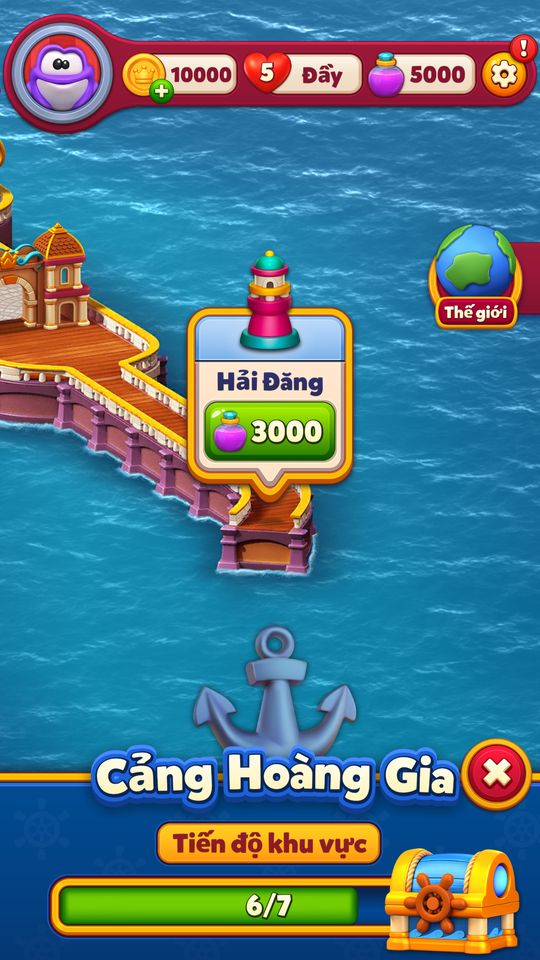 10000
5
Đầy
5000
!
Thế giới
Hải Đăng
3000
Cảng Hoàng Gia
Tiến độ khu vực
6/7